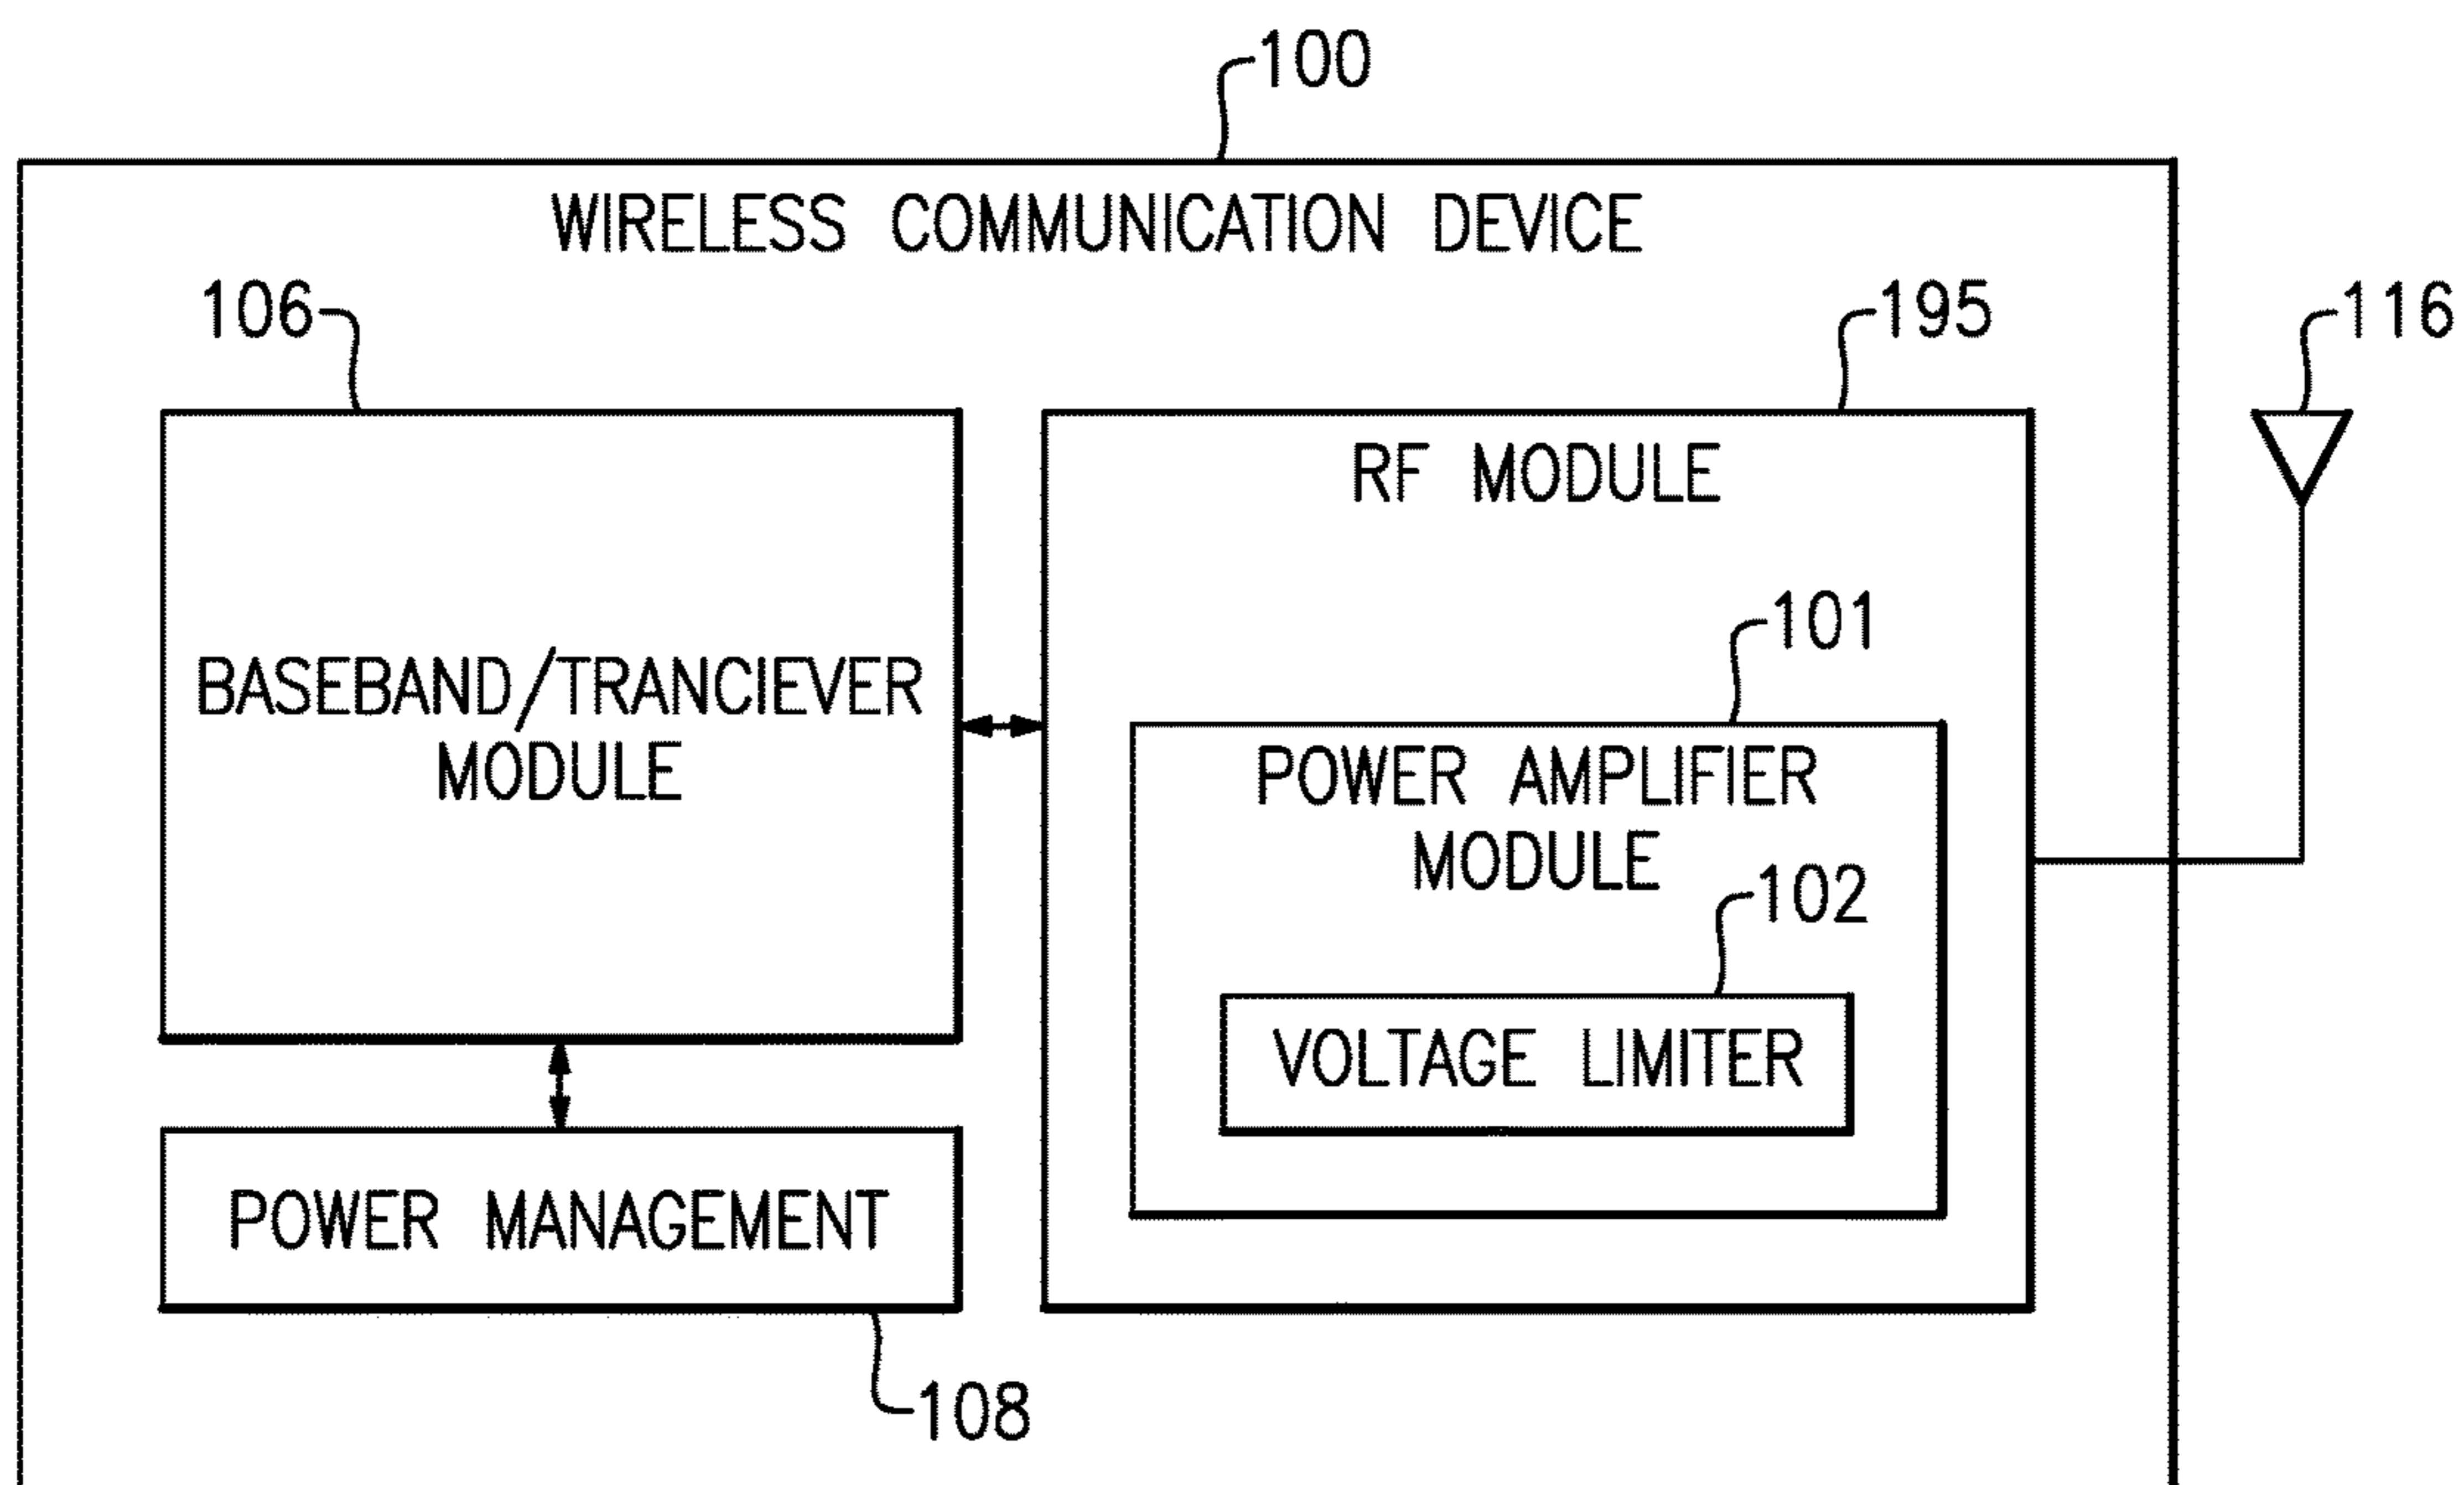 100
WIRELESS COMMUNICATION DEVICE
106
195
116
RF MODULE
BASEBAND/TRANCIEVER
MODULE
101
POWER AMPLIFIER
MODULE
102
VOLTAGE LIMITER
POWER MANAGEMENT
108